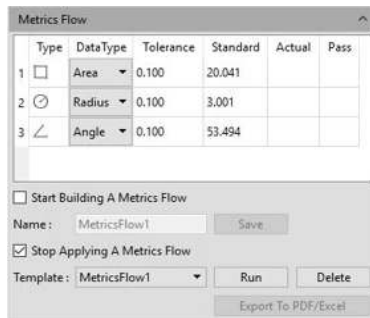 Metrics Flow
Type DataType Tolerance Standard Actual Pass
1 Area 0.100 20.041
2 Radius 0.100 3.001
3 Angle 0.100 53.494
Start Building A Metrics Flow
Name : MetricsFlow1 Save
Stop Applying A Metrics Flow
Template : MetricsFlow1 Run Delete
Export To PDF/Excel